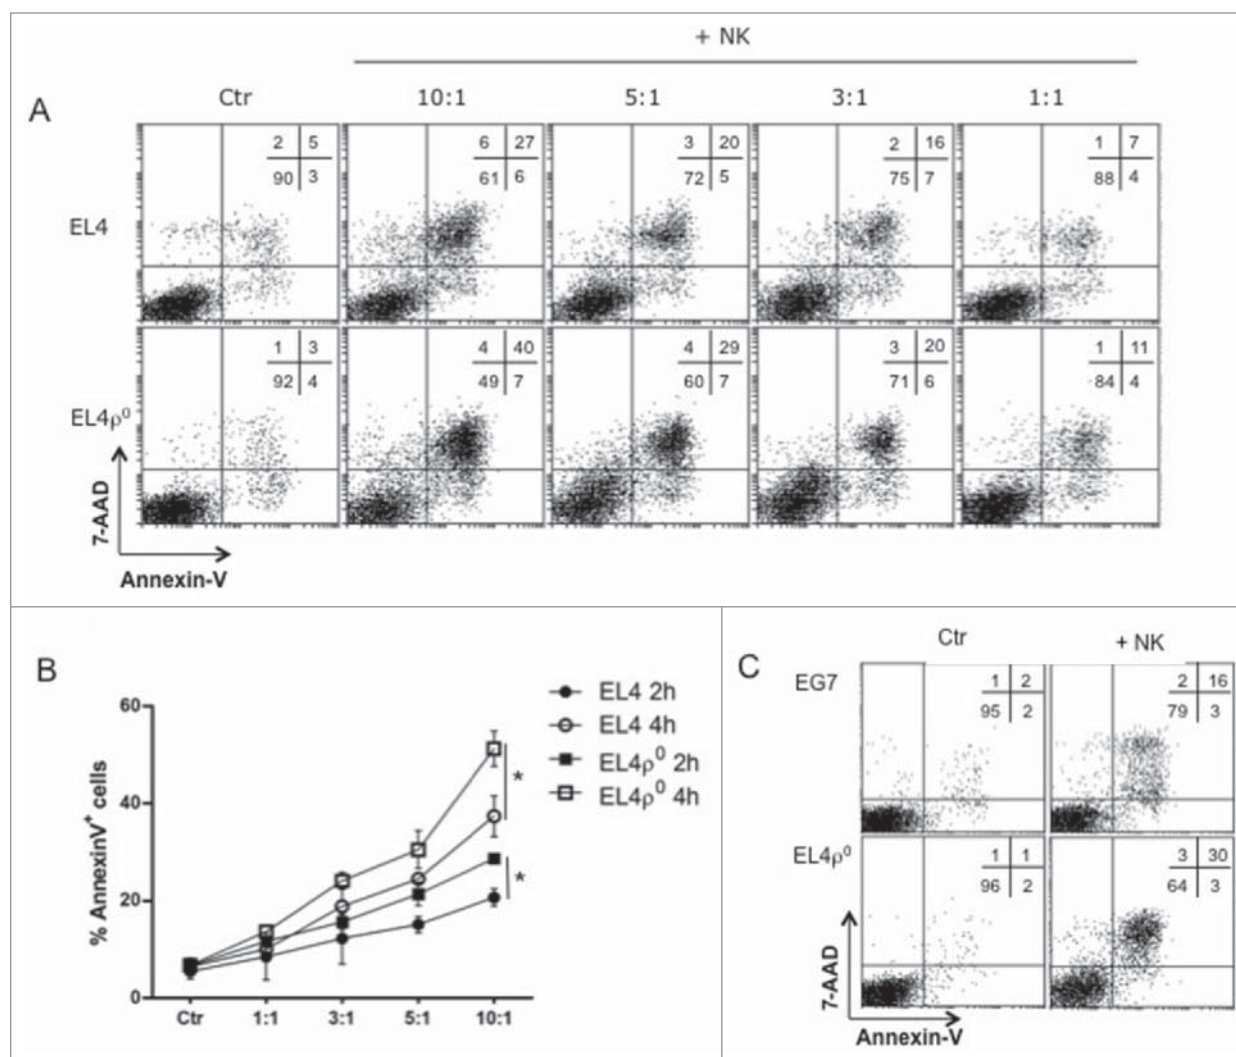 + NK
Ctr 10:1 5:1 3:1 1:1
A
2 5 6 27 3 20 2 16 1 7
90 3 61 6 72 5 75 7 88 4
EL4
1 3 4 40 4 29 3 20 1 11
92 4 49 7 60 7 71 6 84 4
EL4ρ⁰
7-AAD
Annexin-V
B
EL4 2h
EL4 4h
EL4ρ⁰ 2h
EL4ρ⁰ 4h
60
40
20
0
*
*
% AnnexinV⁺ cells
Ctr 1:1 3:1 5:1 10:1
C
Ctr + NK
EG7
1 2 2 16
95 2 79 3
EL4ρ⁰
1 1 3 30
96 2 64 3
7-AAD
Annexin-V